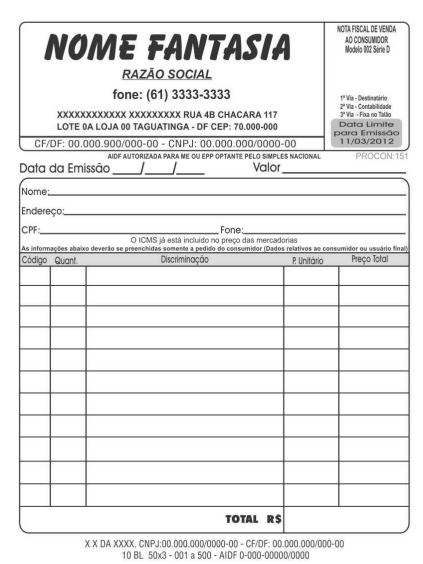 NOME FANTASIA
RAZÃO SOCIAL
fone: (61) 3333-3333
XXXXXXXXXXXX XXXXXXXXX RUA 4B CHACARA 117
LOTE 0A LOJA 00 TAGUATINGA - DF CEP: 70.000-000
CF/DF: 00.000.900/000-00 - CNPJ: 00.000.000/0000-00
NOTA FISCAL DE VENDA
AO CONSUMIDOR
Modelo 002 Série D
1ª Via - Destinatário
2ª Via - Contabilidade
3ª Via - Fixa no Talão
Data Limite
para Emissão
11/03/2012
AIDF AUTORIZADA PARA ME OU EPP OPTANTE PELO SIMPLES NACIONAL
PROCON:151
Data da Emissão ____/____/____ Valor____________
Nome:____________
Endereço:____________
CPF:____________ Fone:____________
O ICMS já está incluido no preço das mercadorias
As informações abaixo deverão se preenchidas somente a pedido do consumidor (Dados relativos ao consumidor ou usuário final)
Código Quant. Discriminação P. Unitário Preço Total
TOTAL R$
X X DA XXXX. CNPJ:00.000.000/0000-00 - CF/DF: 00.000.000/000-00
10 BL 50x3 - 001 a 500 - AIDF 0-000-00000/0000